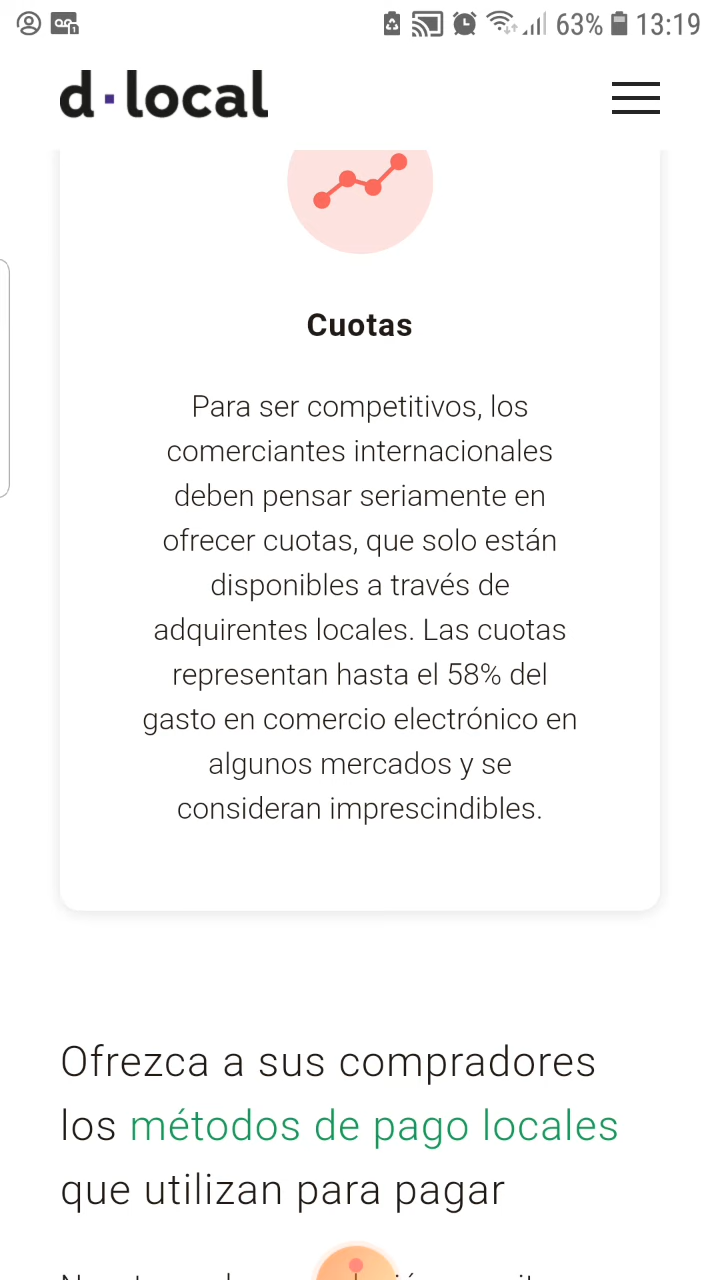 63% 13:19
d·local
Cuotas
Para ser competitivos, los
comerciantes internacionales
deben pensar seriamente en
ofrecer cuotas, que solo están
disponibles a través de
adquirentes locales. Las cuotas
representan hasta el 58% del
gasto en comercio electrónico en
algunos mercados y se
consideran imprescindibles.
Ofrezca a sus compradores
los métodos de pago locales
que utilizan para pagar